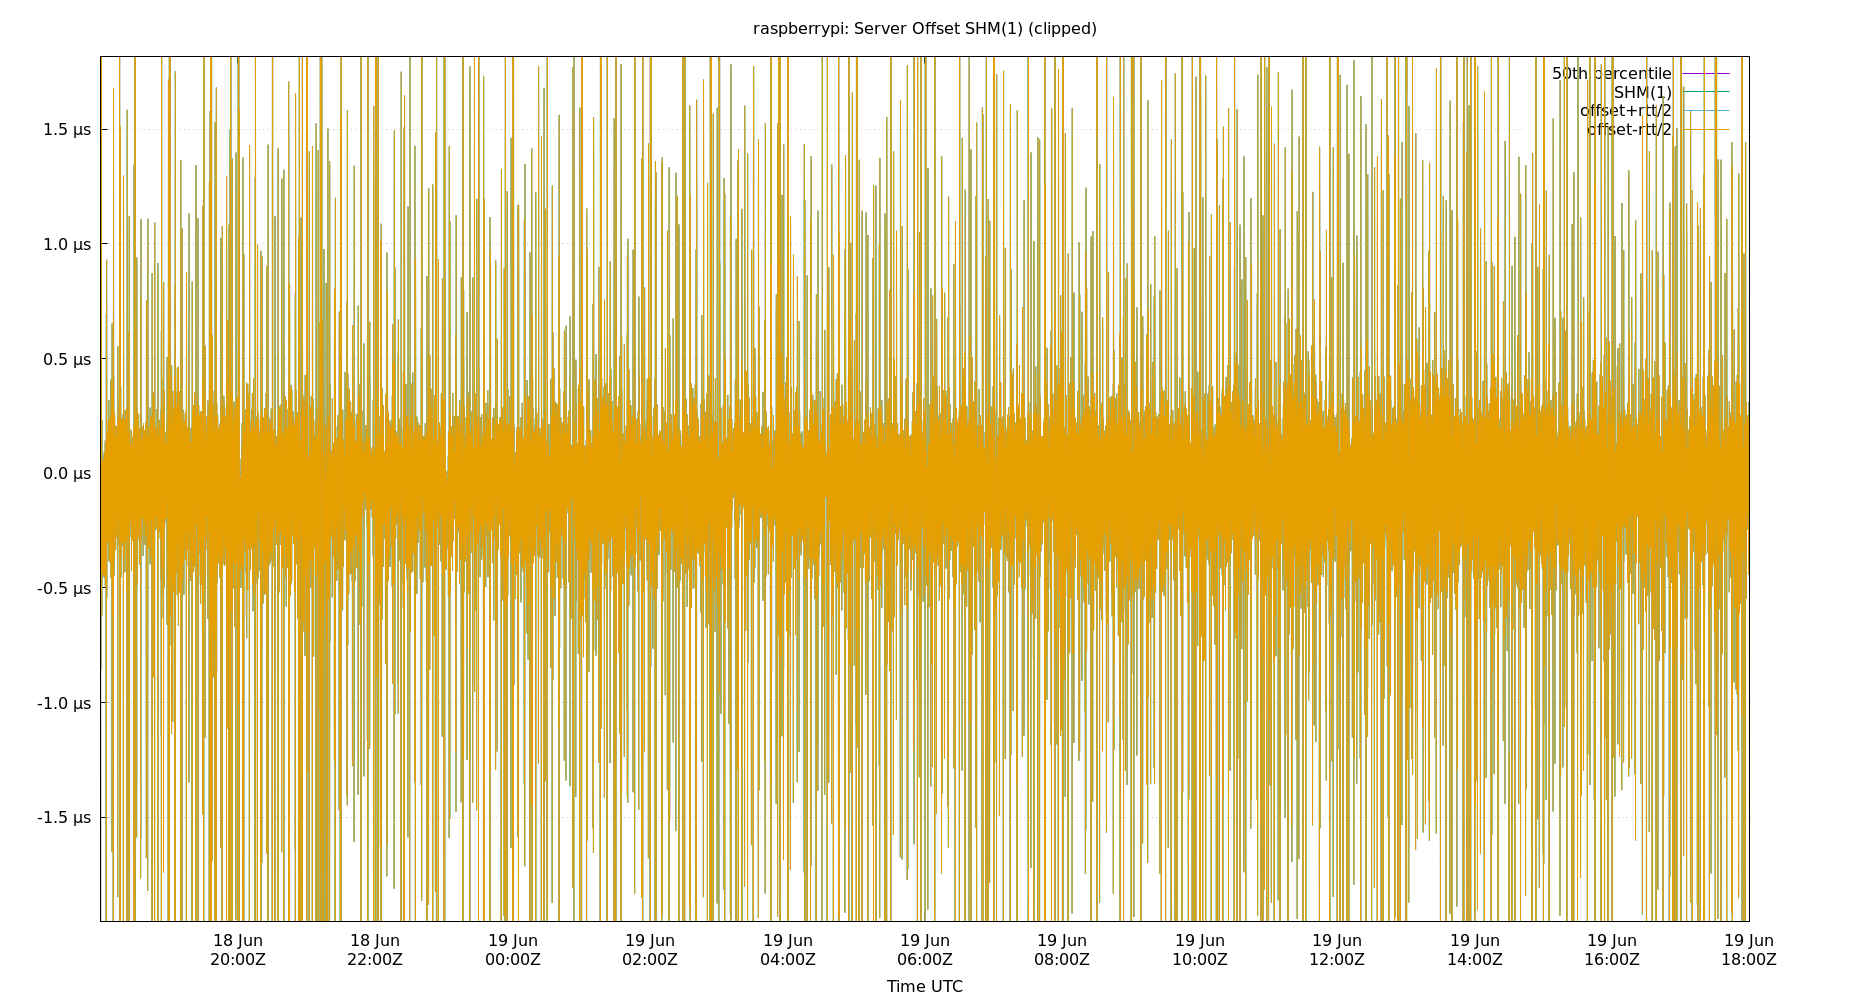 raspberrypi: Server Offset SHM(1) (clipped)
50th percentile
SHM(1)
offset+rtt/2
offset-rtt/2
1.5 µs
1.0 µs
0.5 µs
0.0 µs
-0.5 µs
-1.0 µs
-1.5 µs
18 Jun 18 Jun 19 Jun 19 Jun 19 Jun 19 Jun 19 Jun 19 Jun 19 Jun 19 Jun 19 Jun 19 Jun
20:00Z 22:00Z 00:00Z 02:00Z 04:00Z 06:00Z 08:00Z 10:00Z 12:00Z 14:00Z 16:00Z 18:00Z
Time UTC